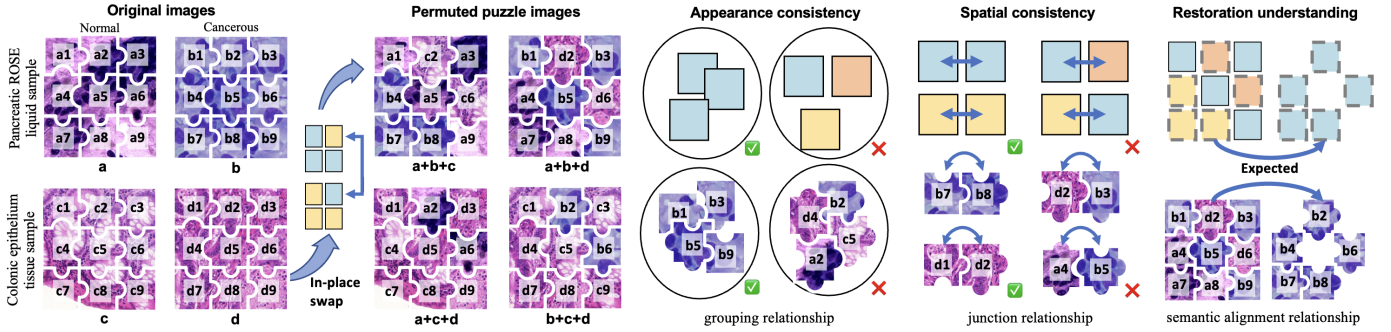 Original images
Normal
Cancerous
Pancreatic ROSE
liquid sample
a1 a2 a3
a4 a5 a6
a7 a8 a9
a
b1 b2 b3
b4 b5 b6
b7 b8 b9
b
Colonic epithelium
tissue sample
c1 c2 c3
c4 c5 c6
c7 c8 c9
c
d1 d2 d3
d4 d5 d6
d7 d8 d9
d
In-place
swap
Permuted puzzle images
a1 c2 a3
b4 a5 c6
b7 b8 a9
a+b+c
b1 d2 b3
a4 b5 d6
a7 a8 b9
a+b+d
d1 a2 d3
c4 d5 a6
c7 c8 d9
a+c+d
c1 b2 c3
d4 c5 b6
d7 d8 c9
b+c+d
Appearance consistency
b1 b3
b5
b9
b2
d4
c5
a2
grouping relationship
Spatial consistency
b7 b8
d2 b3
d1 d2
a4 b5
junction relationship
Restoration understanding
Expected
b1 d2 b3
a4 b5 d6
a7 a8 b9
b2
b4 b6
b7 b8
semantic alignment relationship